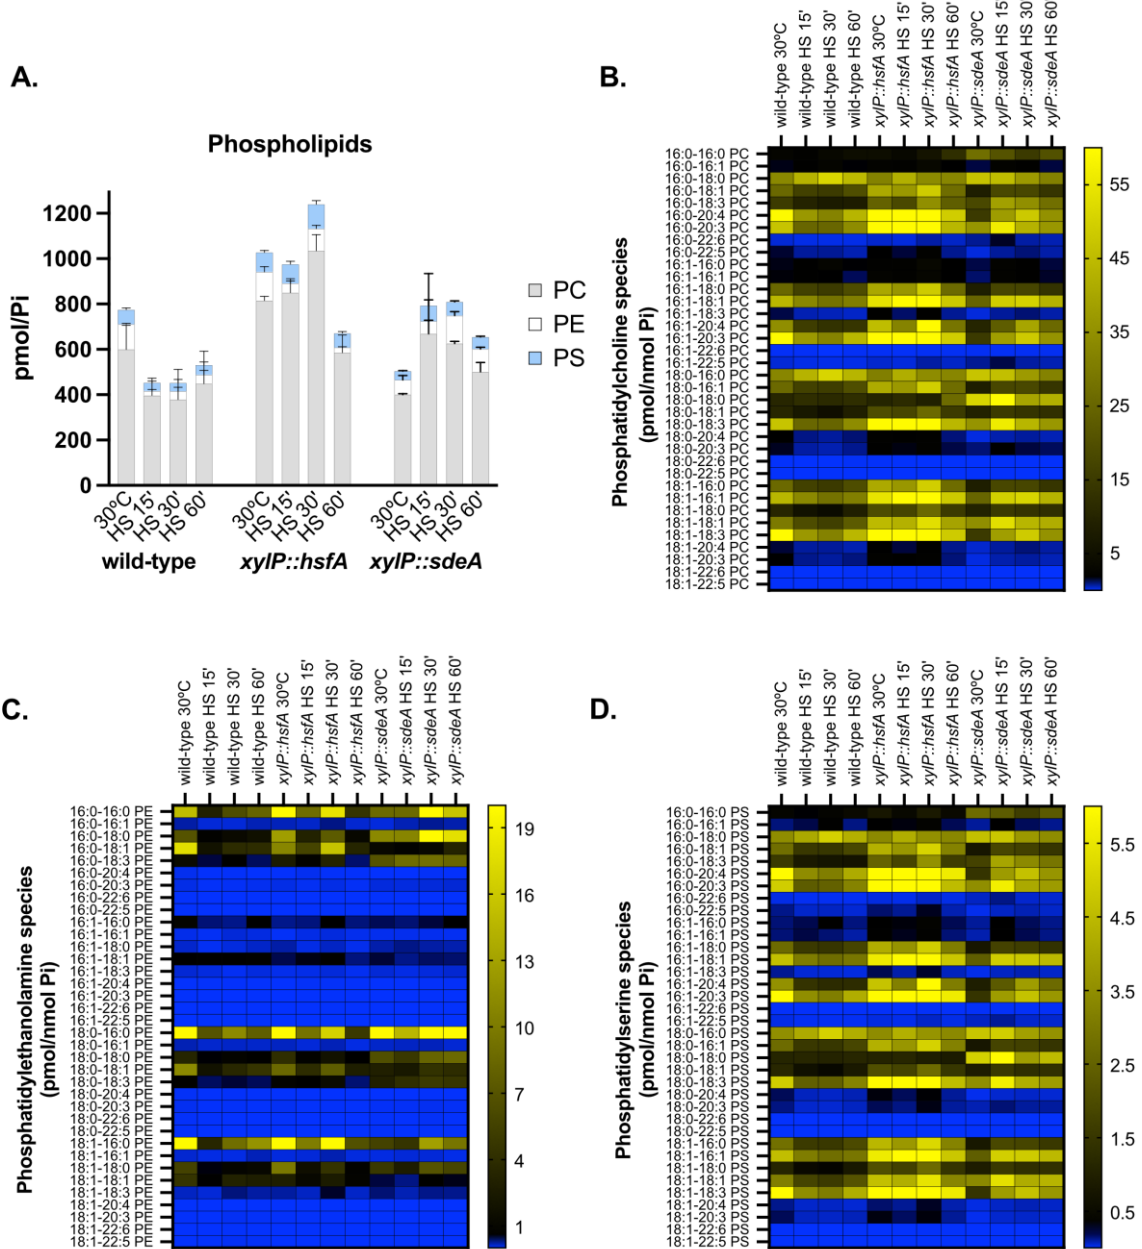 A.
Phospholipids
pmol/Pi
1200
1000
800
600
400
200
0
30ºC
HS 15'
HS 30'
HS 60'
30ºC
HS 15'
HS 30'
HS 60'
30ºC
HS 15'
HS 30'
HS 60'
wild-type
xylP::hsfA
xylP::sdeA
PC
PE
PS
B.
wild-type 30ºC
wild-type HS 15'
wild-type HS 30'
wild-type HS 60'
xylP::hsfA 30ºC
xylP::hsfA HS 15'
xylP::hsfA HS 30'
xylP::hsfA HS 60'
xylP::sdeA 30ºC
xylP::sdeA HS 15'
xylP::sdeA HS 30'
xylP::sdeA HS 60'
Phosphatidylcholine species
(pmol/nmol Pi)
16:0-16:0 PC
16:0-16:1 PC
16:0-18:0 PC
16:0-18:1 PC
16:0-18:3 PC
16:0-20:4 PC
16:0-20:3 PC
16:0-22:6 PC
16:0-22:5 PC
16:1-16:0 PC
16:1-16:1 PC
16:1-18:0 PC
16:1-18:1 PC
16:1-18:3 PC
16:1-20:4 PC
16:1-20:3 PC
16:1-22:6 PC
16:1-22:5 PC
18:0-16:0 PC
18:0-16:1 PC
18:0-18:0 PC
18:0-18:1 PC
18:0-18:3 PC
18:0-20:4 PC
18:0-20:3 PC
18:0-22:6 PC
18:0-22:5 PC
18:1-16:0 PC
18:1-16:1 PC
18:1-18:0 PC
18:1-18:1 PC
18:1-18:3 PC
18:1-20:4 PC
18:1-20:3 PC
18:1-22:6 PC
18:1-22:5 PC
55
45
35
25
15
5
C.
wild-type 30ºC
wild-type HS 15'
wild-type HS 30'
wild-type HS 60'
xylP::hsfA 30ºC
xylP::hsfA HS 15'
xylP::hsfA HS 30'
xylP::hsfA HS 60'
xylP::sdeA 30ºC
xylP::sdeA HS 15'
xylP::sdeA HS 30'
xylP::sdeA HS 60'
Phosphatidylethanolamine species
(pmol/nmol Pi)
16:0-16:0 PE
16:0-16:1 PE
16:0-18:0 PE
16:0-18:1 PE
16:0-18:3 PE
16:0-20:4 PE
16:0-20:3 PE
16:0-22:6 PE
16:0-22:5 PE
16:1-16:0 PE
16:1-16:1 PE
16:1-18:0 PE
16:1-18:1 PE
16:1-18:3 PE
16:1-20:4 PE
16:1-20:3 PE
16:1-22:6 PE
16:1-22:5 PE
18:0-16:0 PE
18:0-16:1 PE
18:0-18:0 PE
18:0-18:1 PE
18:0-18:3 PE
18:0-20:4 PE
18:0-20:3 PE
18:0-22:6 PE
18:0-22:5 PE
18:1-16:0 PE
18:1-16:1 PE
18:1-18:0 PE
18:1-18:1 PE
18:1-18:3 PE
18:1-20:4 PE
18:1-20:3 PE
18:1-22:6 PE
18:1-22:5 PE
19
16
13
10
7
4
1
D.
wild-type 30ºC
wild-type HS 15'
wild-type HS 30'
wild-type HS 60'
xylP::hsfA 30ºC
xylP::hsfA HS 15'
xylP::hsfA HS 30'
xylP::hsfA HS 60'
xylP::sdeA 30ºC
xylP::sdeA HS 15'
xylP::sdeA HS 30'
xylP::sdeA HS 60'
Phosphatidylserine species
(pmol/nmol Pi)
16:0-16:0 PS
16:0-16:1 PS
16:0-18:0 PS
16:0-18:1 PS
16:0-18:3 PS
16:0-20:4 PS
16:0-20:3 PS
16:0-22:6 PS
16:0-22:5 PS
16:1-16:0 PS
16:1-16:1 PS
16:1-18:0 PS
16:1-18:1 PS
16:1-18:3 PS
16:1-20:4 PS
16:1-20:3 PS
16:1-22:6 PS
16:1-22:5 PS
18:0-16:0 PS
18:0-16:1 PS
18:0-18:0 PS
18:0-18:1 PS
18:0-18:3 PS
18:0-20:4 PS
18:0-20:3 PS
18:0-22:6 PS
18:0-22:5 PS
18:1-16:0 PS
18:1-16:1 PS
18:1-18:0 PS
18:1-18:1 PS
18:1-18:3 PS
18:1-20:4 PS
18:1-20:3 PS
18:1-22:6 PS
18:1-22:5 PS
5.5
4.5
3.5
2.5
1.5
0.5